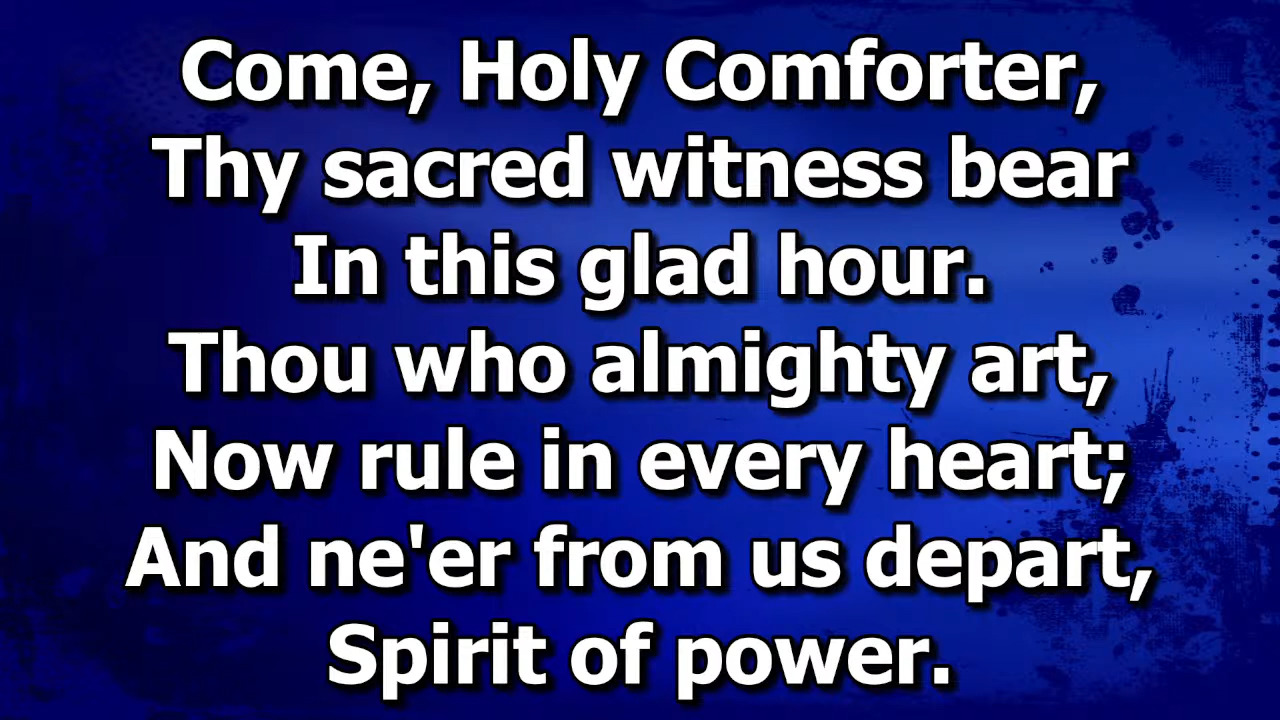 Come, Holy Comforter,
Thy sacred witness bear
In this glad hour.
Thou who almighty art,
Now rule in every heart;
And ne'er from us depart,
Spirit of power.